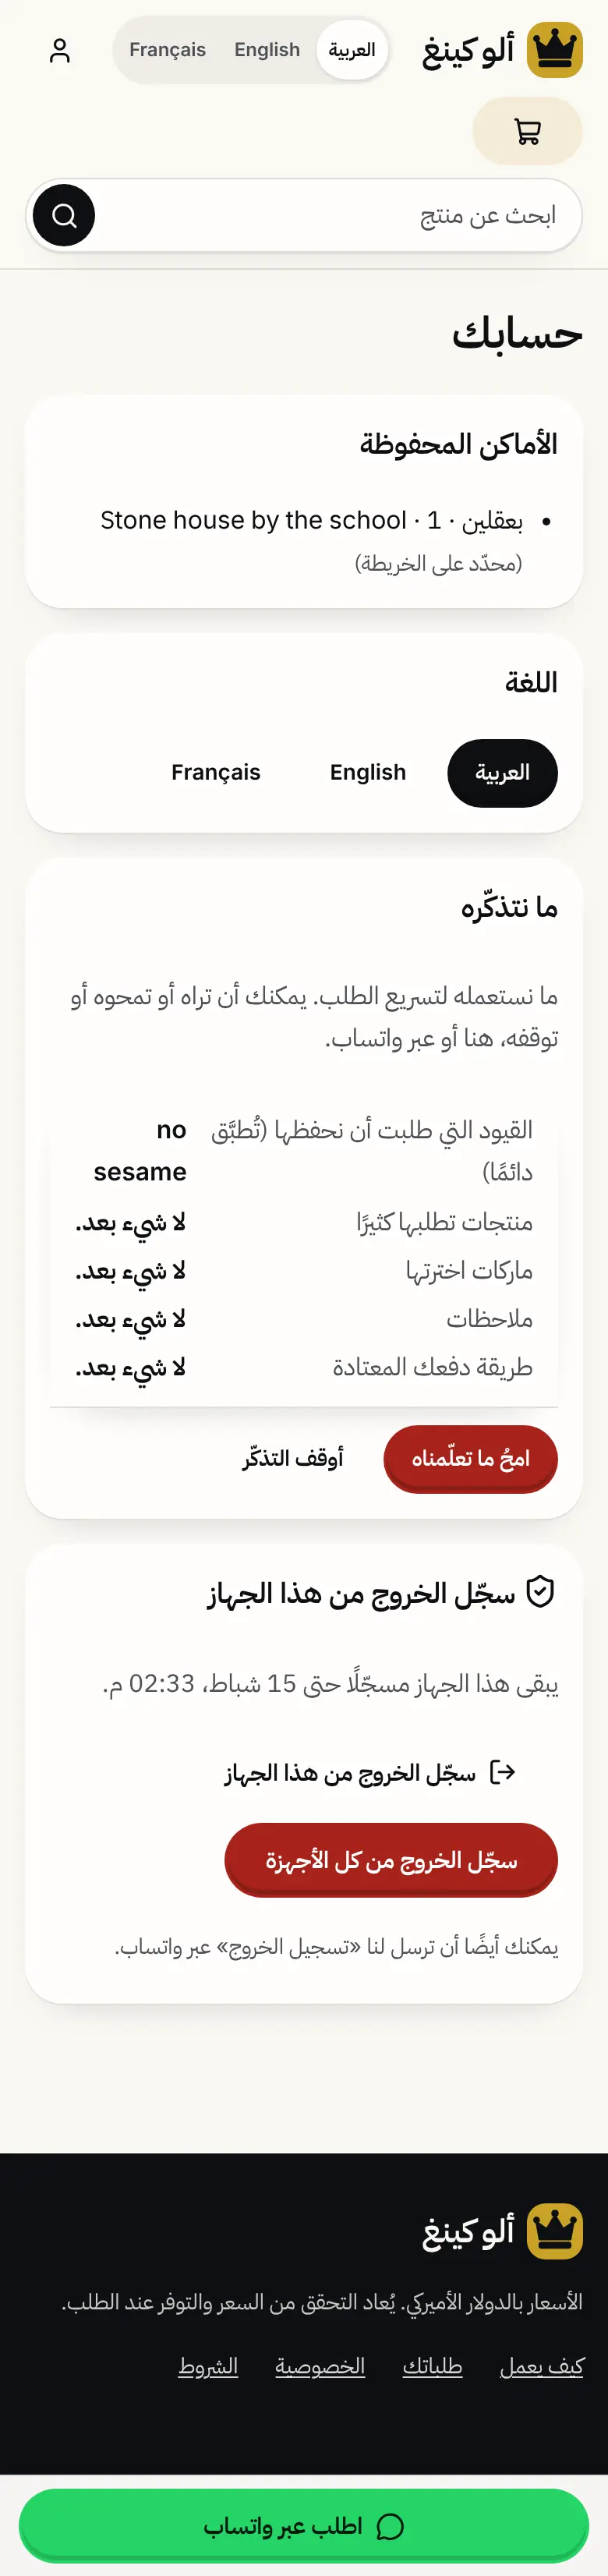 ألو كينغ
العربية
English
Français
ابحث عن منتج
حسابك
الأماكن المحفوظة
بعقلين · 1 · Stone house by the school
(محدّد على الخريطة)
اللغة
العربية
English
Français
ما نتذكّره
ما نستعمله لتسريع الطلب. يمكنك أن تراه أو تمحوه أو
توقفه، هنا أو عبر واتساب.
القيود التي طلبت أن نحفظها (تُطبَّق
دائمًا)
no
sesame
منتجات تطلبها كثيرًا
لا شيء بعد.
ماركات اخترتها
لا شيء بعد.
ملاحظات
لا شيء بعد.
طريقة دفعك المعتادة
لا شيء بعد.
امحُ ما تعلّمناه
أوقف التذكّر
سجّل الخروج من هذا الجهاز
يبقى هذا الجهاز مسجّلًا حتى 15 شباط، 02:33 م.
سجّل الخروج من هذا الجهاز
سجّل الخروج من كل الأجهزة
يمكنك أيضًا أن ترسل لنا «تسجيل الخروج» عبر واتساب.
ألو كينغ
الأسعار بالدولار الأميركي. يُعاد التحقق من السعر والتوفر عند الطلب.
كيف يعمل
طلباتك
الخصوصية
الشروط
اطلب عبر واتساب